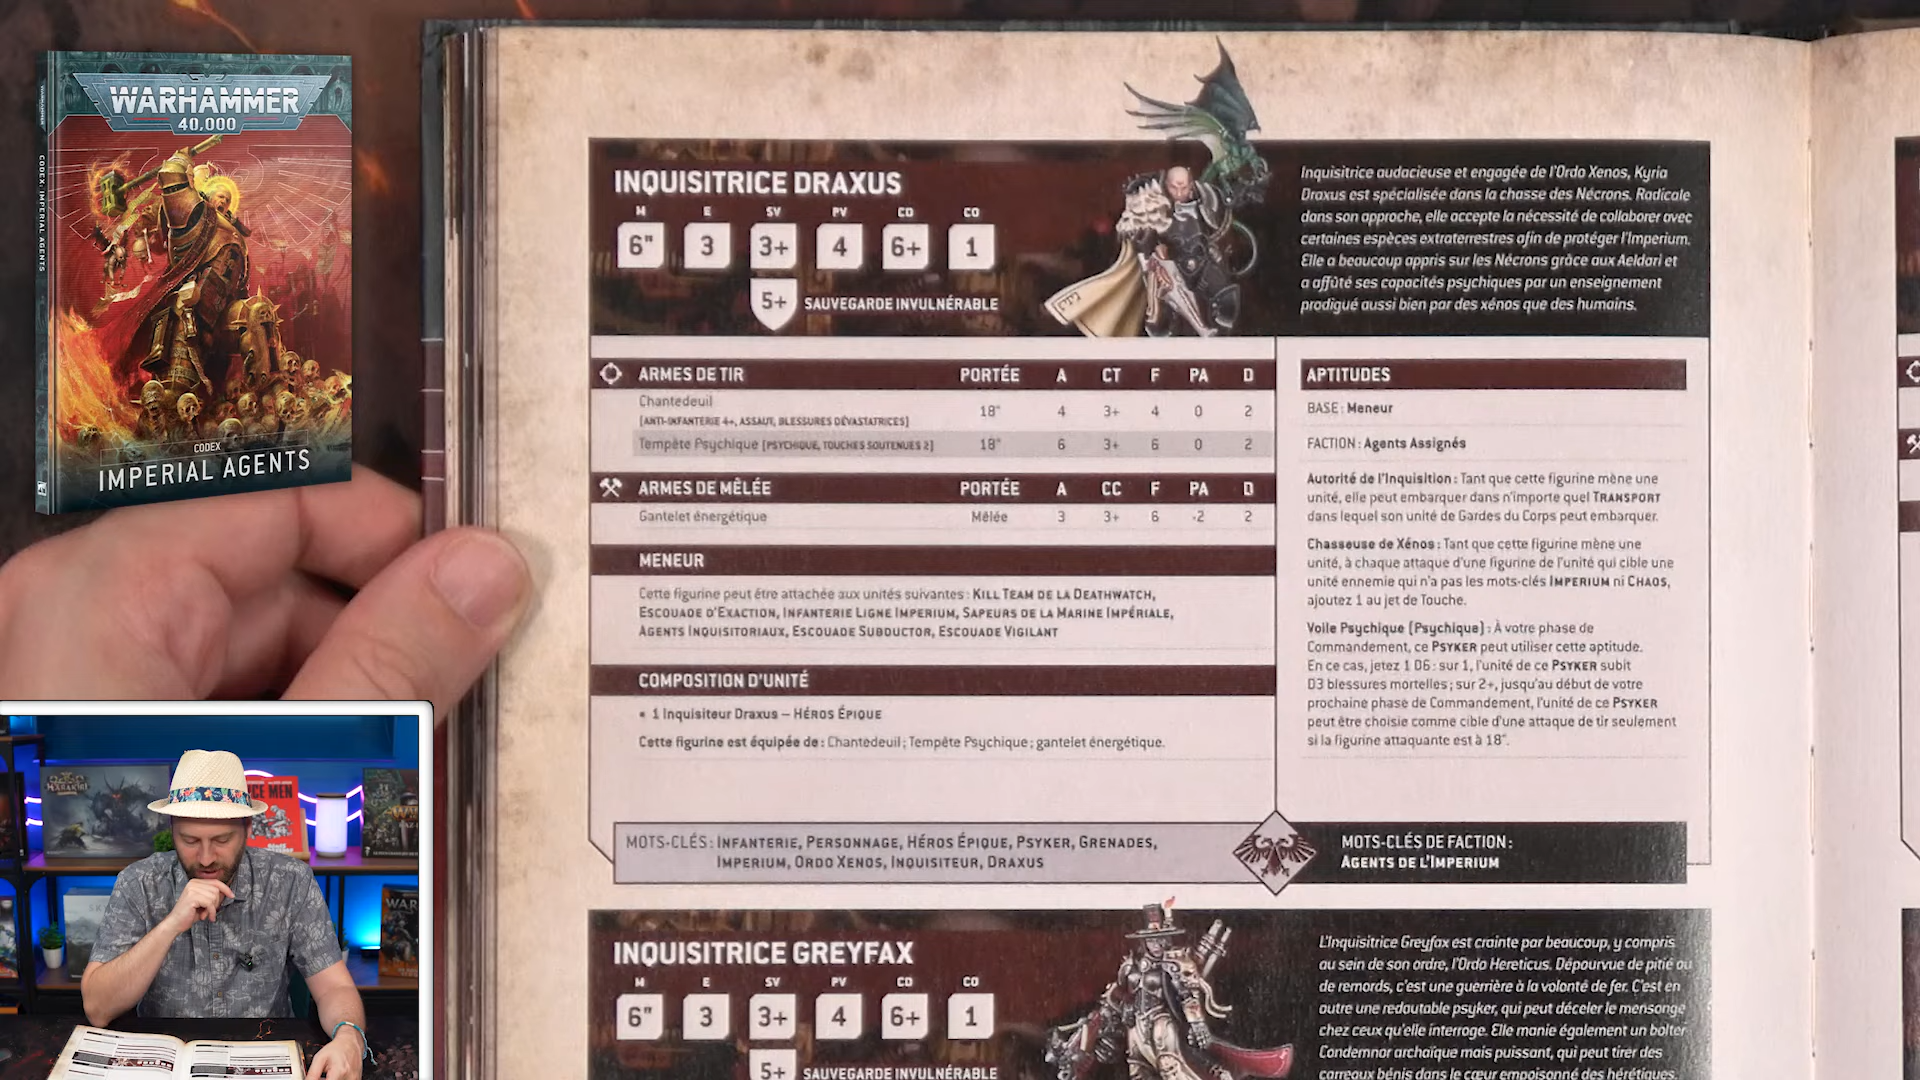 WARHAMMER
40,000
CODEX
IMPERIAL AGENTS
CODEX: IMPERIAL AGENTS
INQUISITRICE DRAXUS
M E SV PV CD CO
6" 3 3+ 4 6+ 1
5+ SAUVEGARDE INVULNÉRABLE
Inquisitrice audacieuse et engagée de l'Ordo Xenos, Kyria
Draxus est spécialisée dans la chasse des Nécrons. Radicale
dans son approche, elle accepte la nécessité de collaborer avec
certaines espèces extraterrestres afin de protéger l'Imperium.
Elle a beaucoup appris sur les Nécrons grâce aux Aeldari et
a affûté ses capacités psychiques par un enseignement
prodigué aussi bien par des xénos que des humains.
ARMES DE TIR PORTÉE A CT F PA D
Chantedeuil
[ANTI-INFANTERIE 4+, ASSAUT, BLESSURES DÉVASTATRICES] 18" 4 3+ 4 0 2
Tempête Psychique [PSYCHIQUE, TOUCHES SOUTENUES 2] 18" 6 3+ 6 0 2
ARMES DE MÊLÉE PORTÉE A CC F PA D
Gantelet énergétique Mêlée 3 3+ 6 -2 2
MENEUR
Cette figurine peut être attachée aux unités suivantes : KILL TEAM DE LA DEATHWATCH,
ESCOUADE D'EXACTION, INFANTERIE LIGNE IMPERIUM, SAPEURS DE LA MARINE IMPÉRIALE,
AGENTS INQUISITORIAUX, ESCOUADE SUBDUCTOR, ESCOUADE VIGILANT
COMPOSITION D'UNITÉ
• 1 Inquisiteur Draxus – HÉROS ÉPIQUE
Cette figurine est équipée de : Chantedeuil ; Tempête Psychique ; gantelet énergétique.
APTITUDES
BASE : Meneur
FACTION : Agents Assignés
Autorité de l'Inquisition : Tant que cette figurine mène une
unité, elle peut embarquer dans n'importe quel TRANSPORT
dans lequel son unité de Gardes du Corps peut embarquer.
Chasseuse de Xénos : Tant que cette figurine mène une
unité, à chaque attaque d'une figurine de l'unité qui cible une
unité ennemie qui n'a pas les mots-clés IMPERIUM ni CHAOS,
ajoutez 1 au jet de Touche.
Voile Psychique (Psychique) : À votre phase de
Commandement, ce PSYKER peut utiliser cette aptitude.
En ce cas, jetez 1 D6 : sur 1, l'unité de ce PSYKER subit
D3 blessures mortelles ; sur 2+, jusqu'au début de votre
prochaine phase de Commandement, l'unité de ce PSYKER
peut être choisie comme cible d'une attaque de tir seulement
si la figurine attaquante est à 18".
MOTS-CLÉS : INFANTERIE, PERSONNAGE, HÉROS ÉPIQUE, PSYKER, GRENADES,
IMPERIUM, ORDO XENOS, INQUISITEUR, DRAXUS
MOTS-CLÉS DE FACTION :
AGENTS DE L'IMPERIUM
INQUISITRICE GREYFAX
M E SV PV CD CO
6" 3 3+ 4 6+ 1
5+ SAUVEGARDE INVULNÉRABLE
L'Inquisitrice Greyfax est crainte par beaucoup, y compris
au sein de son ordre, l'Ordo Hereticus. Dépourvue de pitié ou
de remords, c'est une guerrière à la volonté de fer. C'est en
outre une redoutable psyker, qui peut déceler le mensonge
chez ceux qu'elle interroge. Elle manie également un bolter
Condemnor archaïque mais puissant, qui peut tirer des
carreaux bénis dans le cœur empoisonné des hérétiques.